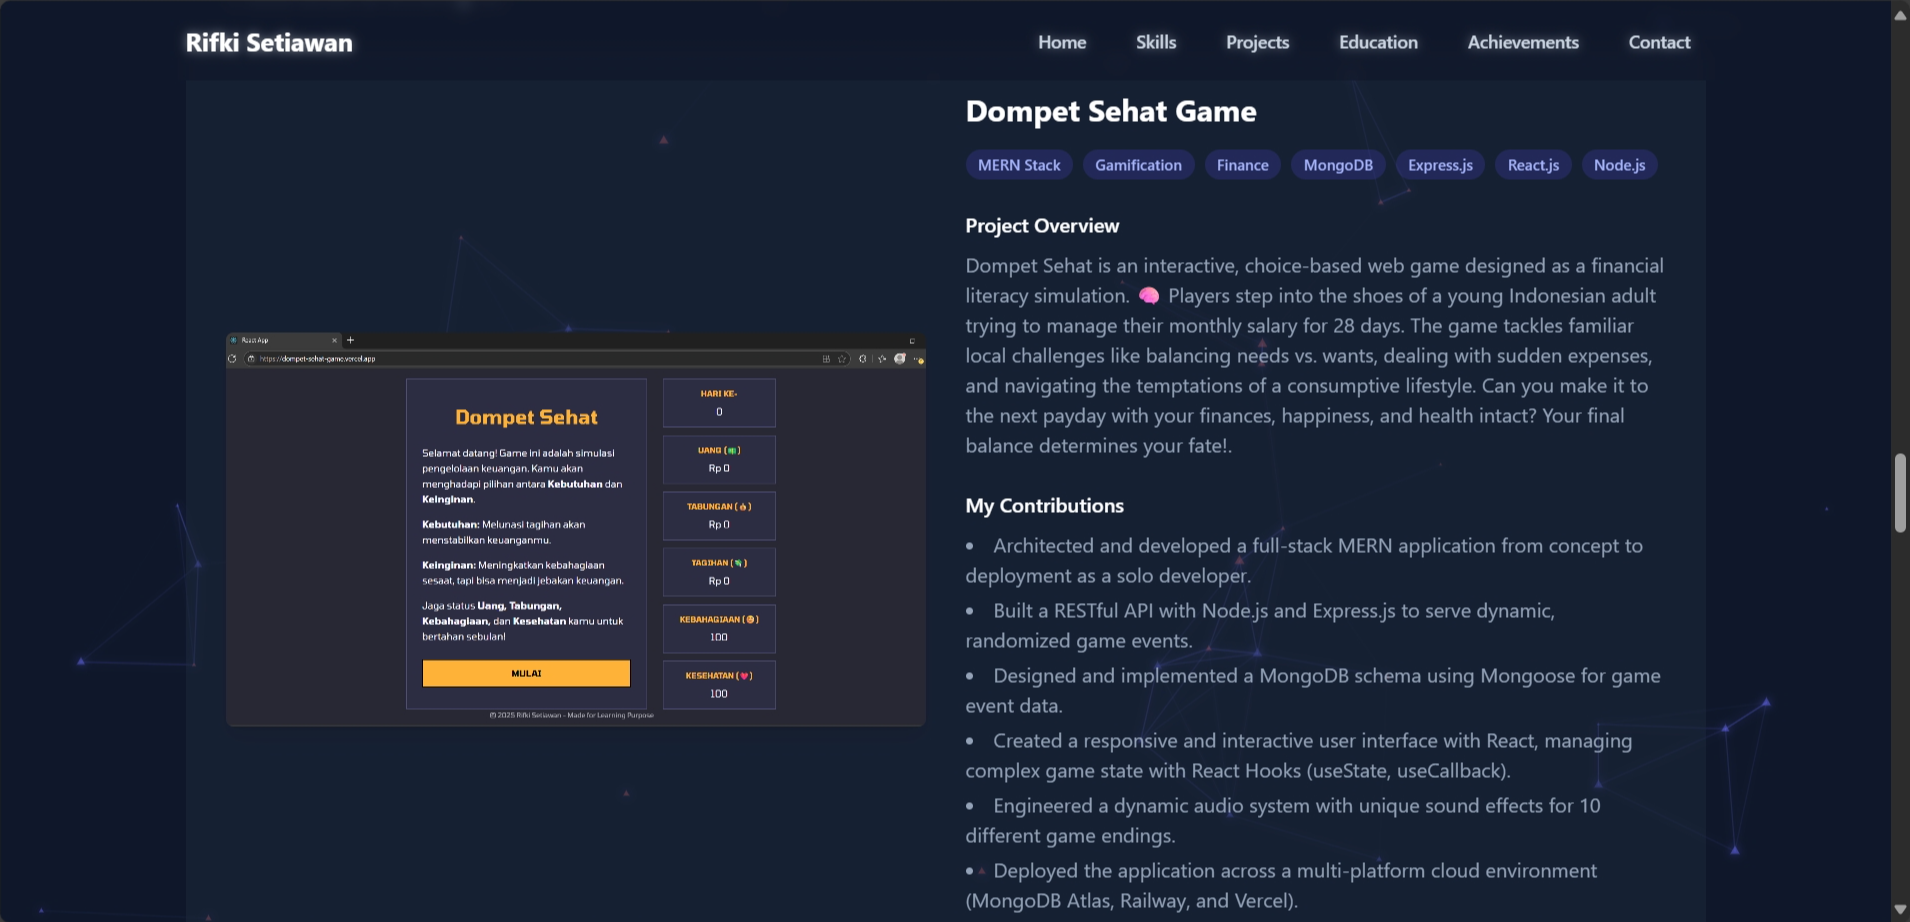 Rifki Setiawan
Home Skills Projects Education Achievements Contact
Dompet Sehat Game
MERN Stack Gamification Finance MongoDB Express.js React.js Node.js
Project Overview
Dompet Sehat is an interactive, choice-based web game designed as a financial
literacy simulation. 🧠 Players step into the shoes of a young Indonesian adult
trying to manage their monthly salary for 28 days. The game tackles familiar
local challenges like balancing needs vs. wants, dealing with sudden expenses,
and navigating the temptations of a consumptive lifestyle. Can you make it to
the next payday with your finances, happiness, and health intact? Your final
balance determines your fate!.
My Contributions
• Architected and developed a full-stack MERN application from concept to
deployment as a solo developer.
• Built a RESTful API with Node.js and Express.js to serve dynamic,
randomized game events.
• Designed and implemented a MongoDB schema using Mongoose for game
event data.
• Created a responsive and interactive user interface with React, managing
complex game state with React Hooks (useState, useCallback).
• Engineered a dynamic audio system with unique sound effects for 10
different game endings.
• Deployed the application across a multi-platform cloud environment
(MongoDB Atlas, Railway, and Vercel).
React App
https://dompet-sehat-game.vercel.app
Dompet Sehat
Selamat datang! Game ini adalah simulasi
pengelolaan keuangan. Kamu akan
menghadapi pilihan antara Kebutuhan dan
Keinginan.
Kebutuhan: Melunasi tagihan akan
menstabilkan keuanganmu.
Keinginan: Meningkatkan kebahagiaan
sesaat, tapi bisa menjadi jebakan keuangan.
Jaga status Uang, Tabungan,
Kebahagiaan, dan Kesehatan kamu untuk
bertahan sebulan!
MULAI
HARI KE-
0
UANG (💵)
Rp 0
TABUNGAN (💰)
Rp 0
TAGIHAN (💸)
Rp 0
KEBAHAGIAAN (😊)
100
KESEHATAN (❤️)
100
© 2025 Rifki Setiawan - Made for Learning Purpose